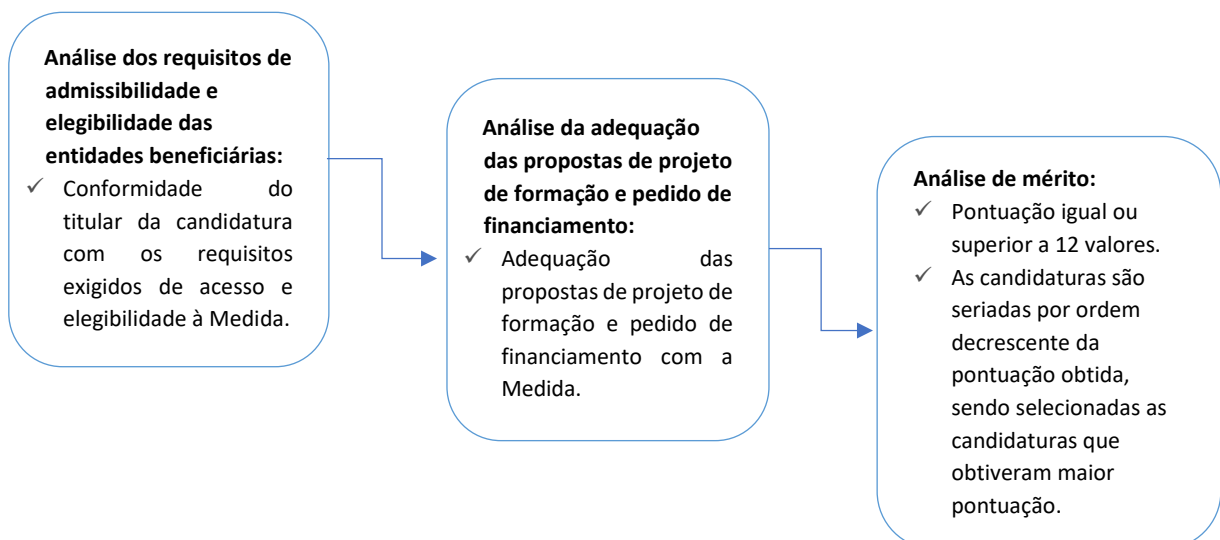 Análise dos requisitos de
admissibilidade e
elegibilidade das
entidades beneficiárias:
✓ Conformidade do
titular da candidatura
com os requisitos
exigidos de acesso e
elegibilidade à Medida.
Análise da adequação
das propostas de projeto
de formação e pedido de
financiamento:
✓ Adequação das
propostas de projeto de
formação e pedido de
financiamento com a
Medida.
Análise de mérito:
✓ Pontuação igual ou
superior a 12 valores.
✓ As candidaturas são
seriadas por ordem
decrescente da
pontuação obtida,
sendo selecionadas as
candidaturas que
obtiveram maior
pontuação.